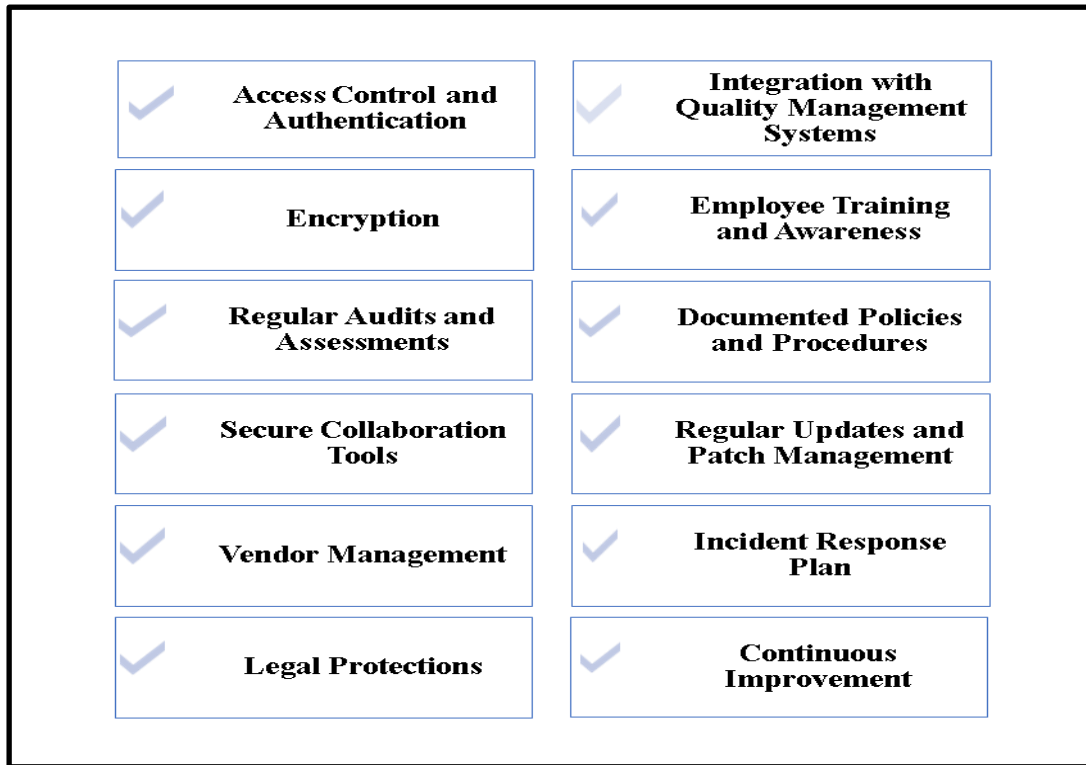 Access Control and
Authentication
Integration with
Quality Management
Systems
Encryption
Employee Training
and Awareness
Regular Audits and
Assessments
Documented Policies
and Procedures
Secure Collaboration
Tools
Regular Updates and
Patch Management
Vendor Management
Incident Response
Plan
Legal Protections
Continuous
Improvement